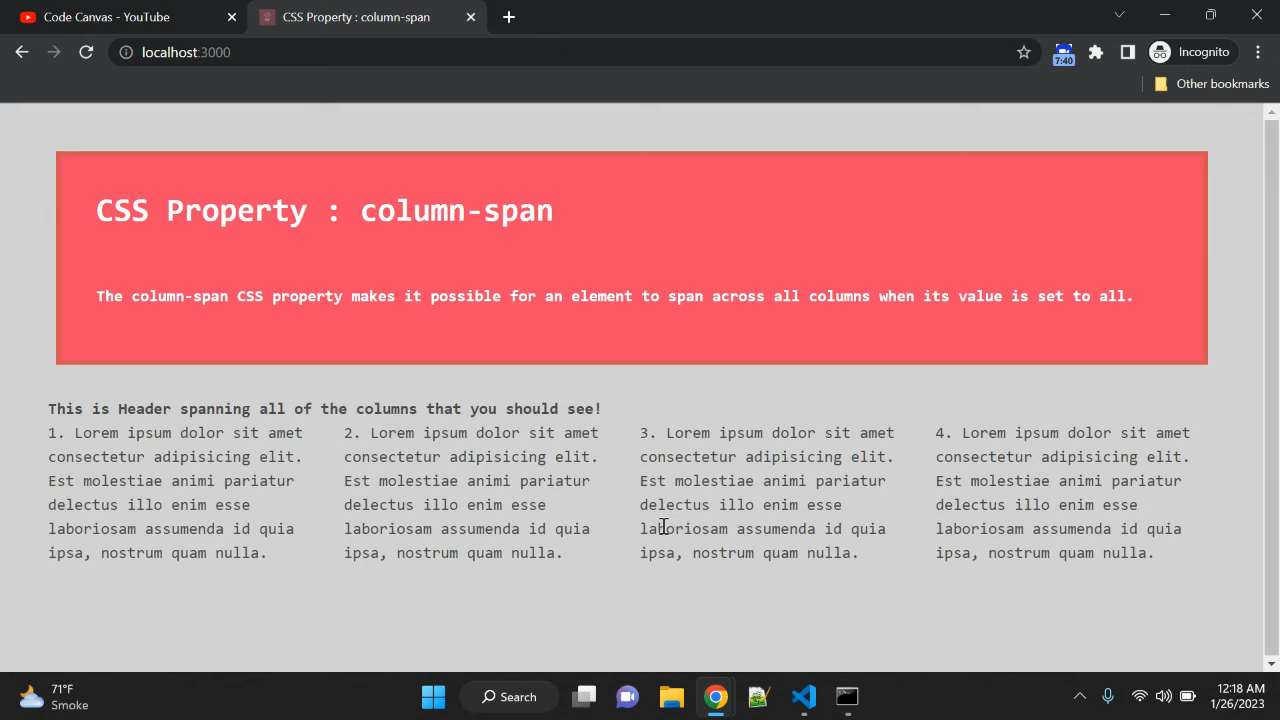 Code Canvas - YouTube
CSS Property : column-span
localhost:3000
7:40
Incognito
Other bookmarks
CSS Property : column-span
The column-span CSS property makes it possible for an element to span across all columns when its value is set to all.
This is Header spanning all of the columns that you should see!
1. Lorem ipsum dolor sit amet
consectetur adipisicing elit.
Est molestiae animi pariatur
delectus illo enim esse
laboriosam assumenda id quia
ipsa, nostrum quam nulla.
2. Lorem ipsum dolor sit amet
consectetur adipisicing elit.
Est molestiae animi pariatur
delectus illo enim esse
laboriosam assumenda id quia
ipsa, nostrum quam nulla.
3. Lorem ipsum dolor sit amet
consectetur adipisicing elit.
Est molestiae animi pariatur
delectus illo enim esse
laboriosam assumenda id quia
ipsa, nostrum quam nulla.
4. Lorem ipsum dolor sit amet
consectetur adipisicing elit.
Est molestiae animi pariatur
delectus illo enim esse
laboriosam assumenda id quia
ipsa, nostrum quam nulla.
71°F
Smoke
Search
12:18 AM
1/26/2023